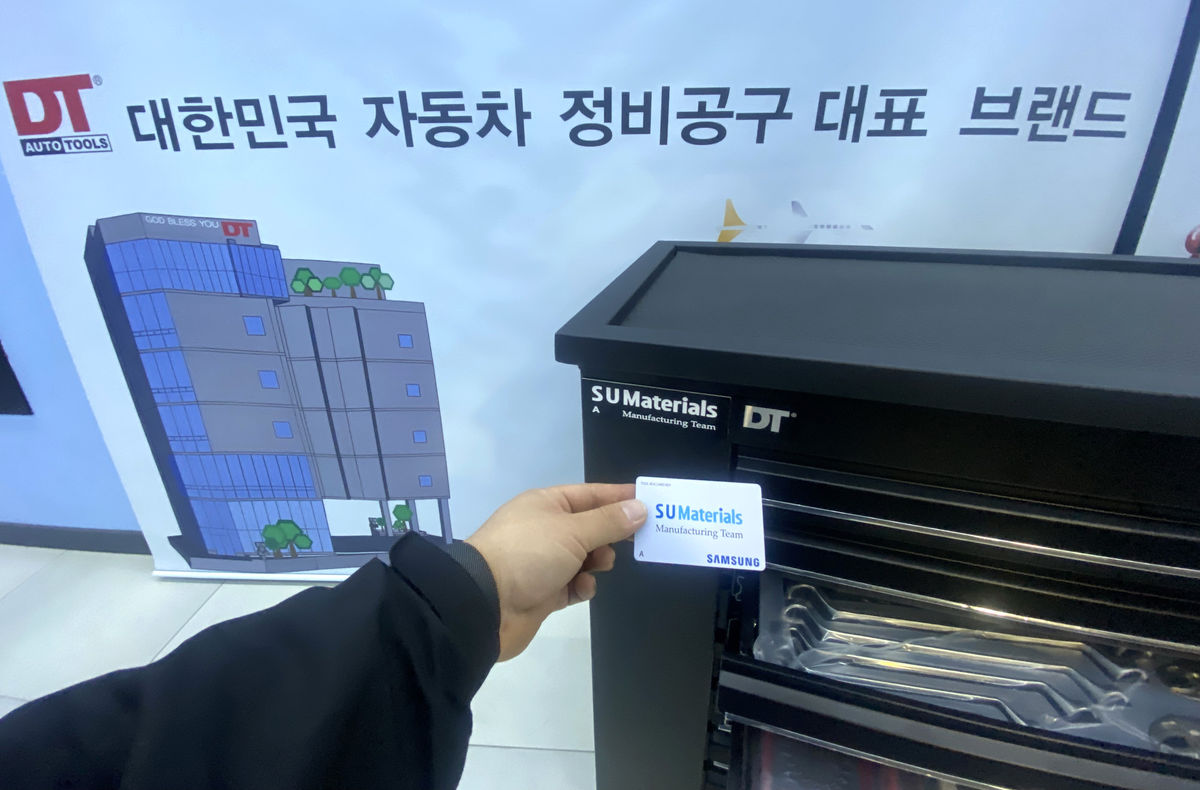 DT®
AUTO TOOLS
대한민국 자동차 정비공구 대표 브랜드
GOD BLESS YOU DT
SU Materials
A Manufacturing Team
DT
SU Materials
Manufacturing Team
A
SAMSUNG